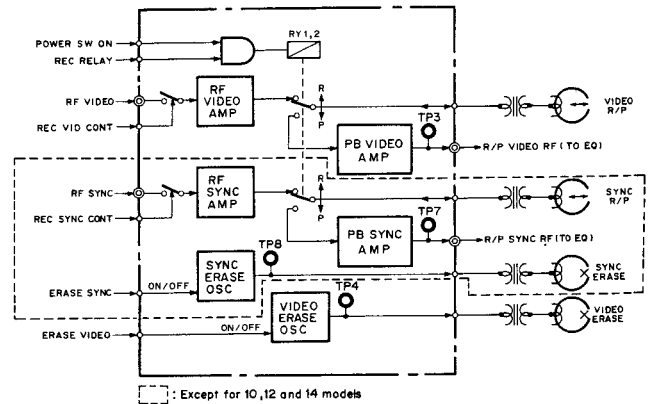 RY1,2
POWER SW ON
REC RELAY
RF VIDEO
RF
VIDEO
AMP
R
P
VIDEO
R/P
REC VID CONT
TP3
PB VIDEO
AMP
R/P VIDEO RF (TO EQ)
RF SYNC
RF
SYNC
AMP
R
P
SYNC
R/P
REC SYNC CONT
TP7
PB SYNC
AMP
R/P SYNC RF (TO EQ)
TP8
SYNC
ERASE
OSC
SYNC
ERASE
ERASE SYNC
ON/OFF
TP4
VIDEO
ERASE
OSC
VIDEO
ERASE
ERASE VIDEO
ON/OFF
: Except for 10,12 and 14 models